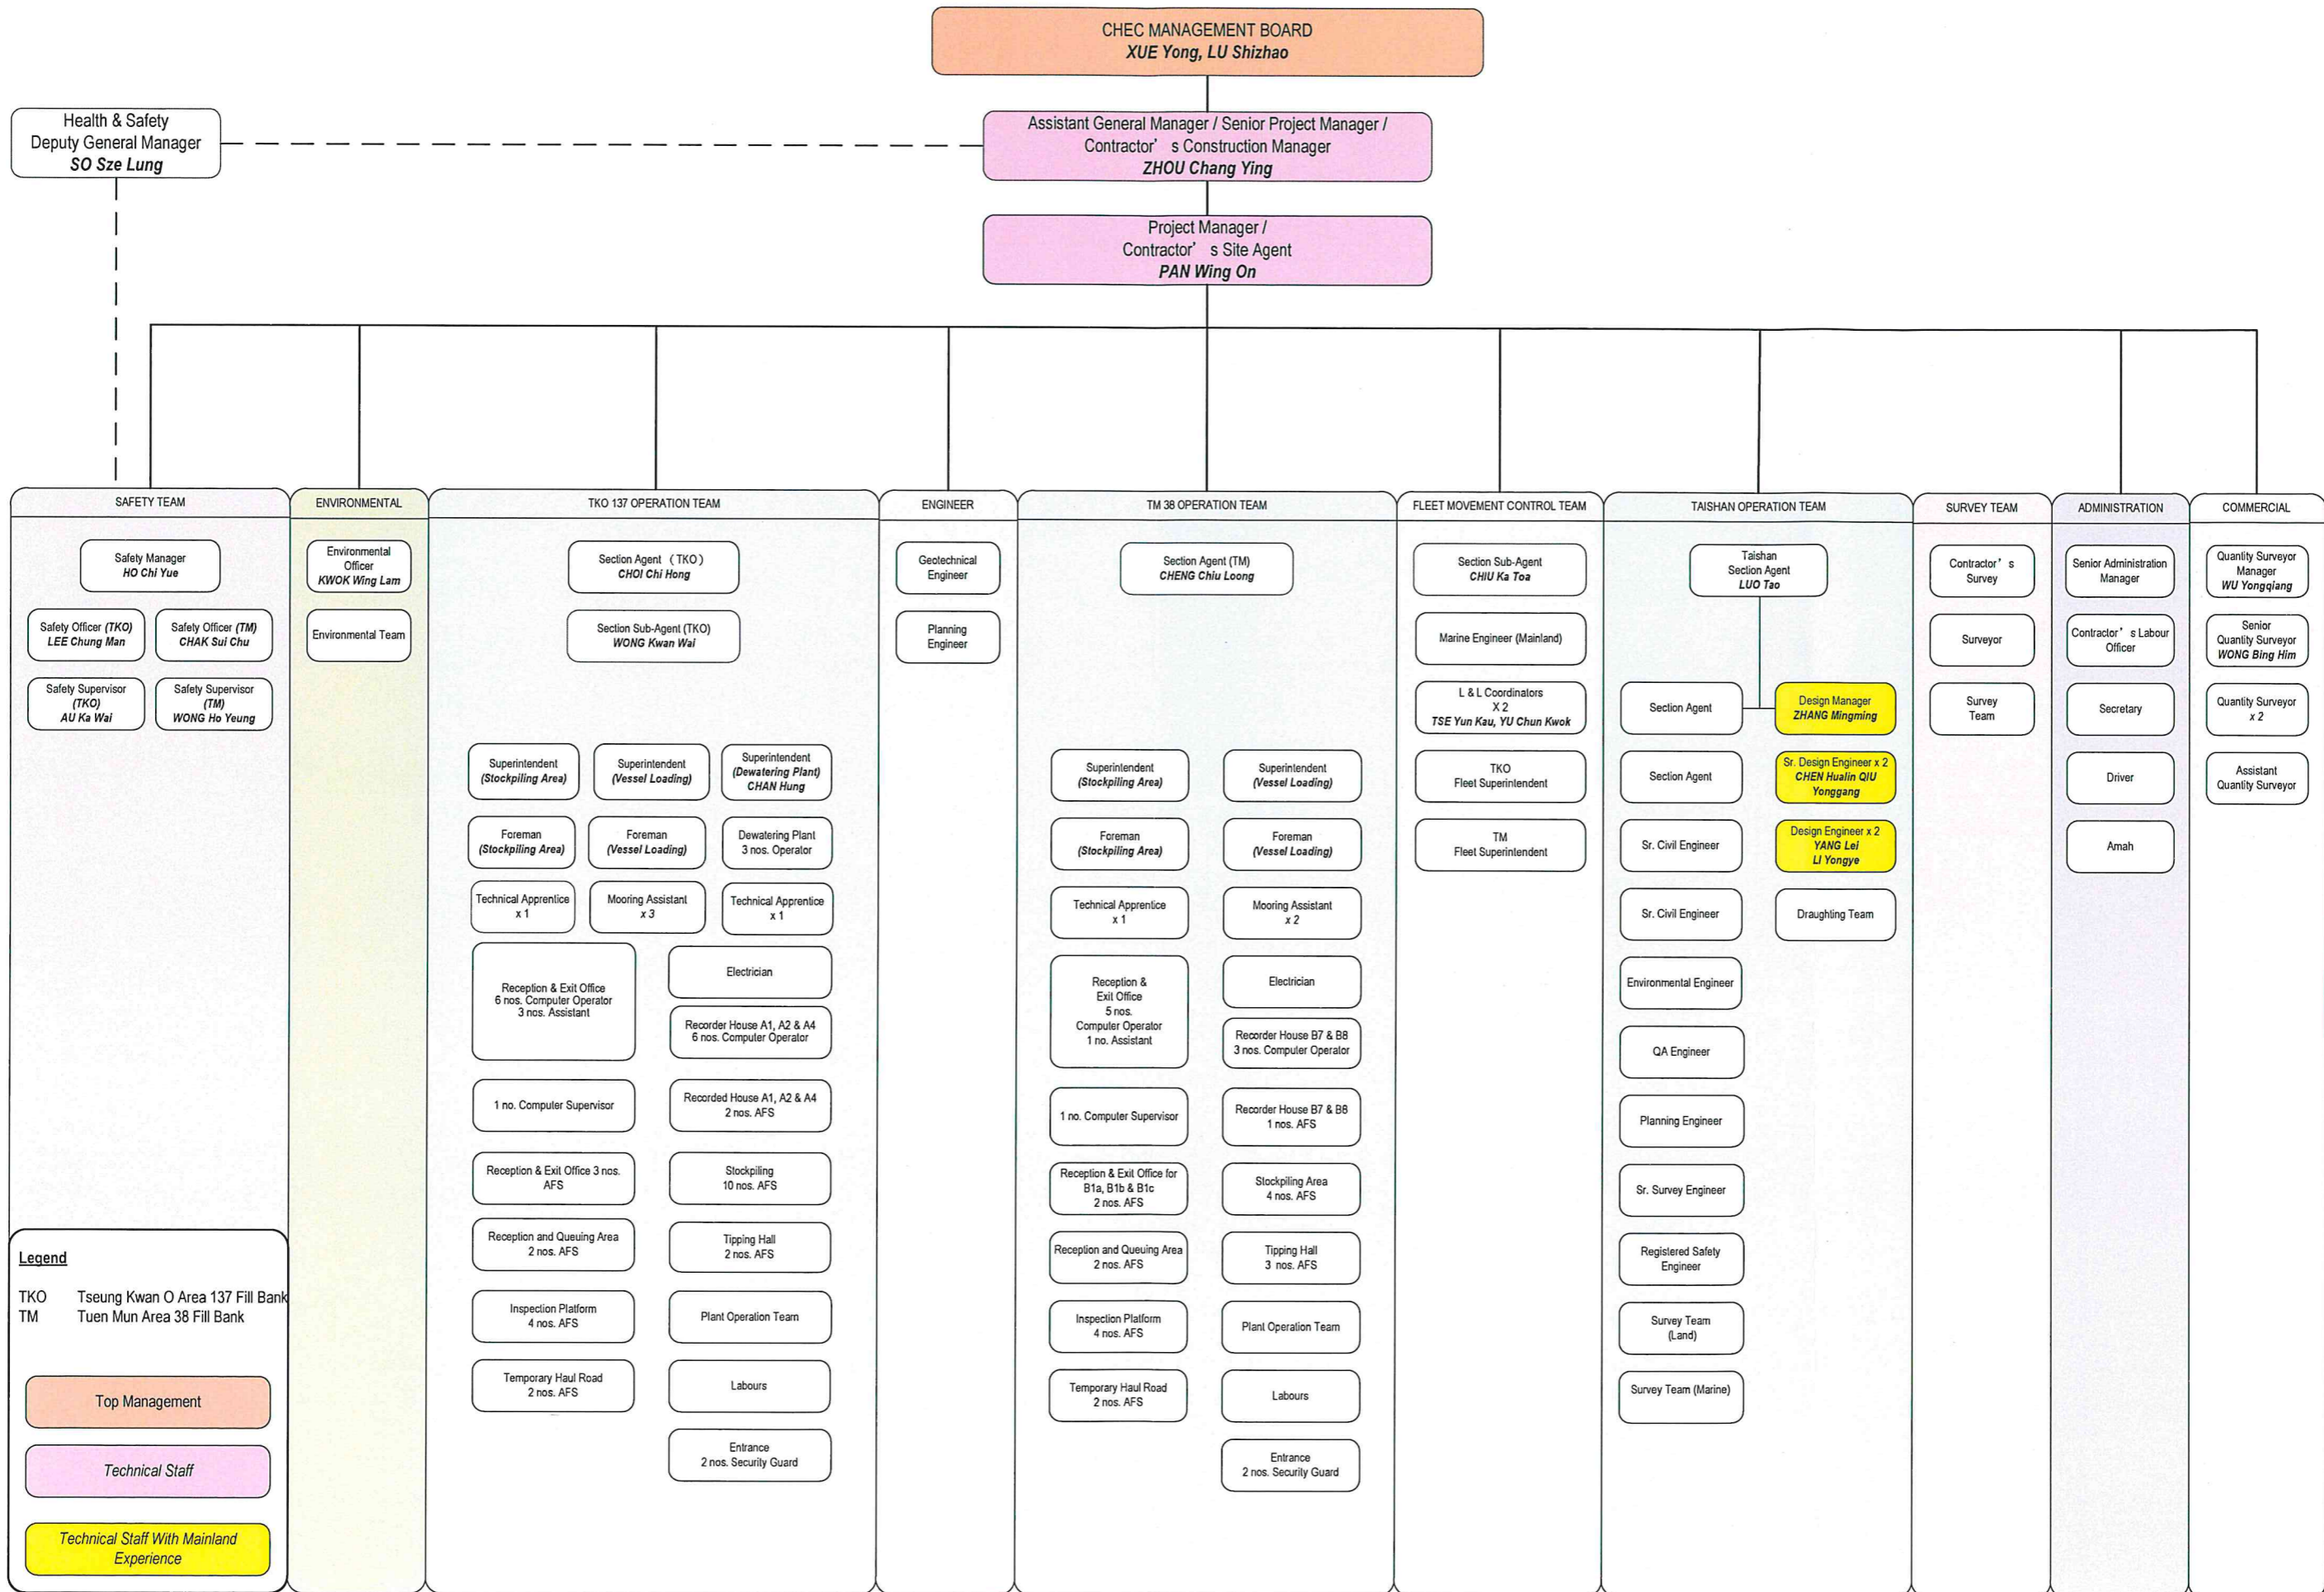 CHEC MANAGEMENT BOARD
XUE Yong, LU Shizhao
Health & Safety
Deputy General Manager
SO Sze Lung
Assistant General Manager / Senior Project Manager /
Contractor' s Construction Manager
ZHOU Chang Ying
Project Manager /
Contractor' s Site Agent
PAN Wing On
SAFETY TEAM
Safety Manager
HO Chi Yue
Safety Officer (TKO)
LEE Chung Man
Safety Officer (TM)
CHAK Sui Chu
Safety Supervisor
(TKO)
AU Ka Wai
Safety Supervisor
(TM)
WONG Ho Yeung
Legend
TKO Tseung Kwan O Area 137 Fill Bank
TM Tuen Mun Area 38 Fill Bank
Top Management
Technical Staff
Technical Staff With Mainland
Experience
ENVIRONMENTAL
Environmental
Officer
KWOK Wing Lam
Environmental Team
TKO 137 OPERATION TEAM
Section Agent (TKO)
CHOI Chi Hong
Section Sub-Agent (TKO)
WONG Kwan Wai
Superintendent
(Stockpiling Area)
Superintendent
(Vessel Loading)
Superintendent
(Dewatering Plant)
CHAN Hung
Foreman
(Stockpiling Area)
Foreman
(Vessel Loading)
Dewatering Plant
3 nos. Operator
Technical Apprentice
x 1
Mooring Assistant
x 3
Technical Apprentice
x 1
Reception & Exit Office
6 nos. Computer Operator
3 nos. Assistant
Electrician
Recorder House A1, A2 & A4
6 nos. Computer Operator
1 no. Computer Supervisor
Recorded House A1, A2 & A4
2 nos. AFS
Reception & Exit Office 3 nos.
AFS
Stockpiling
10 nos. AFS
Reception and Queuing Area
2 nos. AFS
Tipping Hall
2 nos. AFS
Inspection Platform
4 nos. AFS
Plant Operation Team
Temporary Haul Road
2 nos. AFS
Labours
Entrance
2 nos. Security Guard
ENGINEER
Geotechnical
Engineer
Planning
Engineer
TM 38 OPERATION TEAM
Section Agent (TM)
CHENG Chiu Loong
Superintendent
(Stockpiling Area)
Superintendent
(Vessel Loading)
Foreman
(Stockpiling Area)
Foreman
(Vessel Loading)
Technical Apprentice
x 1
Mooring Assistant
x 2
Reception &
Exit Office
5 nos.
Computer Operator
1 no. Assistant
Electrician
Recorder House B7 & B8
3 nos. Computer Operator
1 no. Computer Supervisor
Recorder House B7 & B8
1 nos. AFS
Reception & Exit Office for
B1a, B1b & B1c
2 nos. AFS
Stockpiling Area
4 nos. AFS
Reception and Queuing Area
2 nos. AFS
Tipping Hall
3 nos. AFS
Inspection Platform
4 nos. AFS
Plant Operation Team
Temporary Haul Road
2 nos. AFS
Labours
Entrance
2 nos. Security Guard
FLEET MOVEMENT CONTROL TEAM
Section Sub-Agent
CHIU Ka Toa
Marine Engineer (Mainland)
L & L Coordinators
X 2
TSE Yun Kau, YU Chun Kwok
TKO
Fleet Superintendent
TM
Fleet Superintendent
TAISHAN OPERATION TEAM
Taishan
Section Agent
LUO Tao
Section Agent
Design Manager
ZHANG Mingming
Section Agent
Sr. Design Engineer x 2
CHEN Hualin QIU
Yonggang
Sr. Civil Engineer
Design Engineer x 2
YANG Lei
LI Yongye
Sr. Civil Engineer
Draughting Team
Environmental Engineer
QA Engineer
Planning Engineer
Sr. Survey Engineer
Registered Safety
Engineer
Survey Team
(Land)
Survey Team (Marine)
SURVEY TEAM
Contractor' s
Survey
Surveyor
Survey
Team
ADMINISTRATION
Senior Administration
Manager
Contractor' s Labour
Officer
Secretary
Driver
Amah
COMMERCIAL
Quantity Surveyor
Manager
WU Yongqiang
Senior
Quantity Surveyor
WONG Bing Him
Quantity Surveyor
x 2
Assistant
Quantity Surveyor